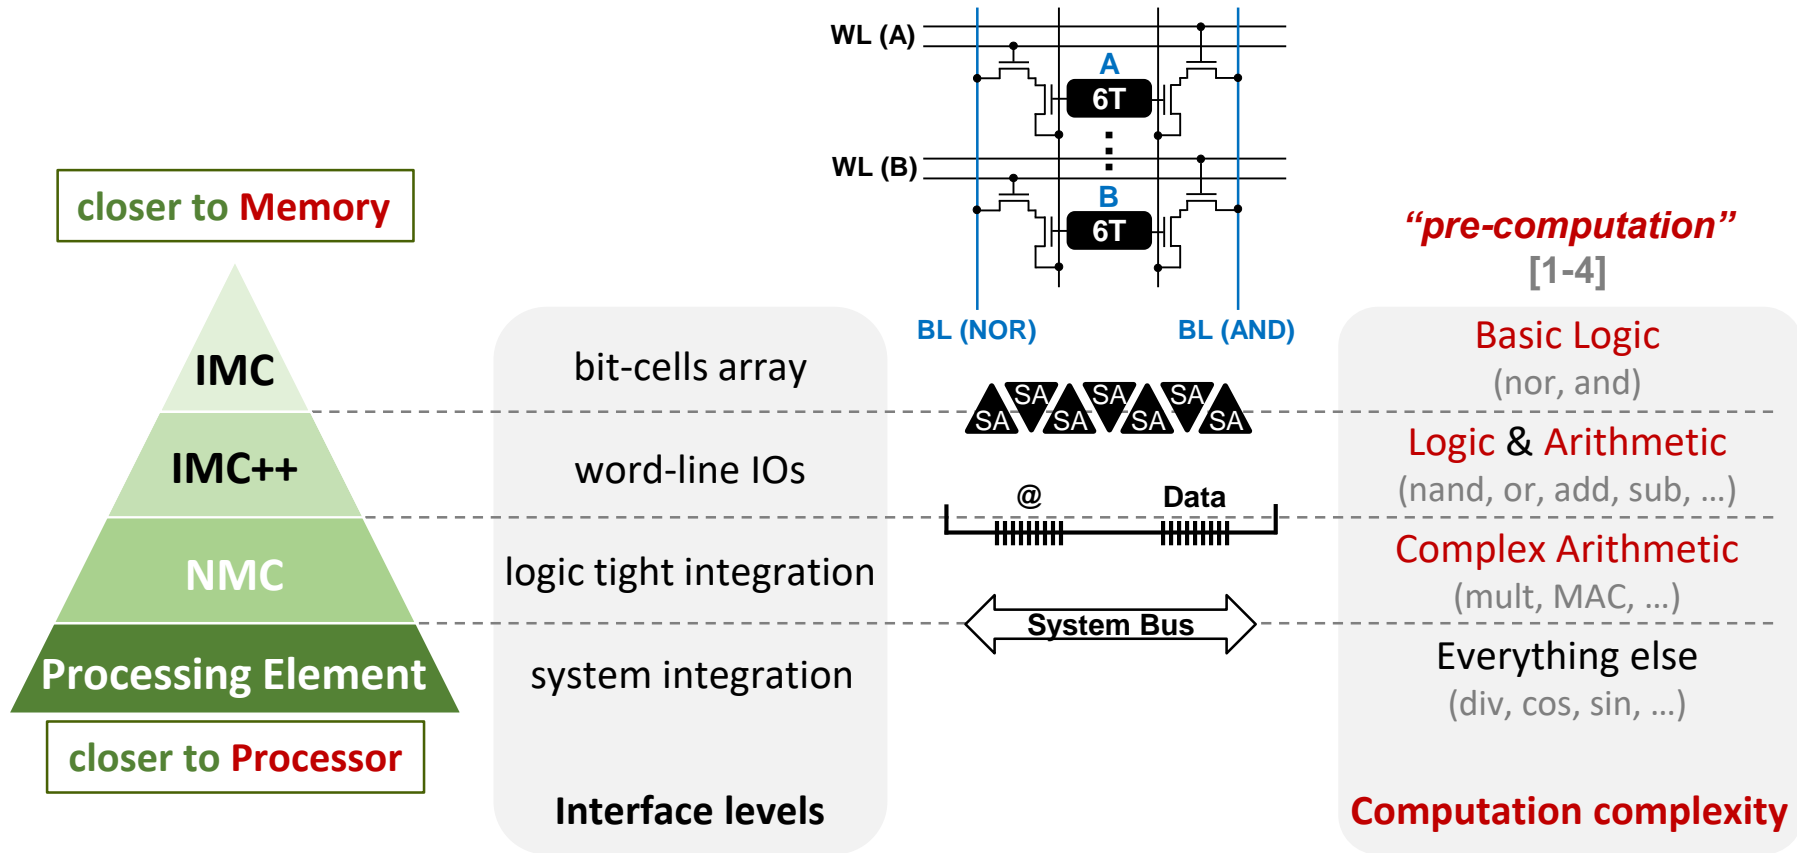 WL (A)
A
6T
WL (B)
B
6T
BL (NOR)
BL (AND)
closer to Memory
IMC
IMC++
NMC
Processing Element
closer to Processor
bit-cells array
word-line IOs
logic tight integration
system integration
Interface levels
SA SA SA SA SA SA SA SA SA SA
@
Data
System Bus
“pre-computation”
[1-4]
Basic Logic
(nor, and)
Logic & Arithmetic
(nand, or, add, sub, …)
Complex Arithmetic
(mult, MAC, …)
Everything else
(div, cos, sin, …)
Computation complexity